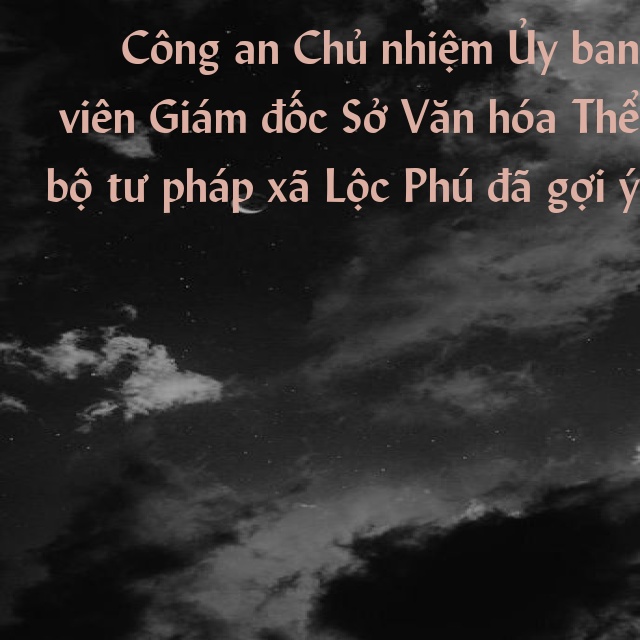 Công an Chủ nhiệm Ủy ban
viên Giám đốc Sở Văn hóa Thể
bộ tư pháp xã Lộc Phú đã gợi ý